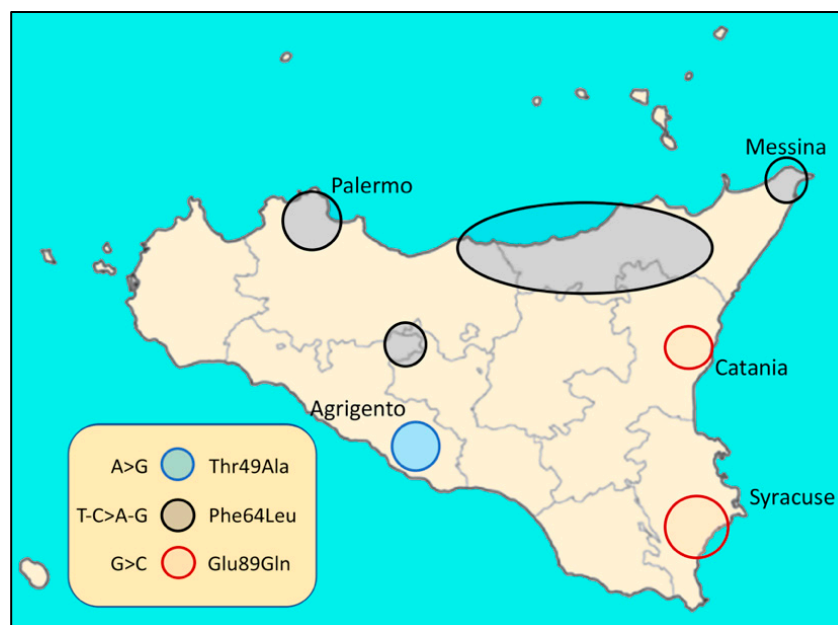 Messina
Palermo
Catania
Agrigento
Syracuse
A>G Thr49Ala
T-C>A-G Phe64Leu
G>C Glu89Gln